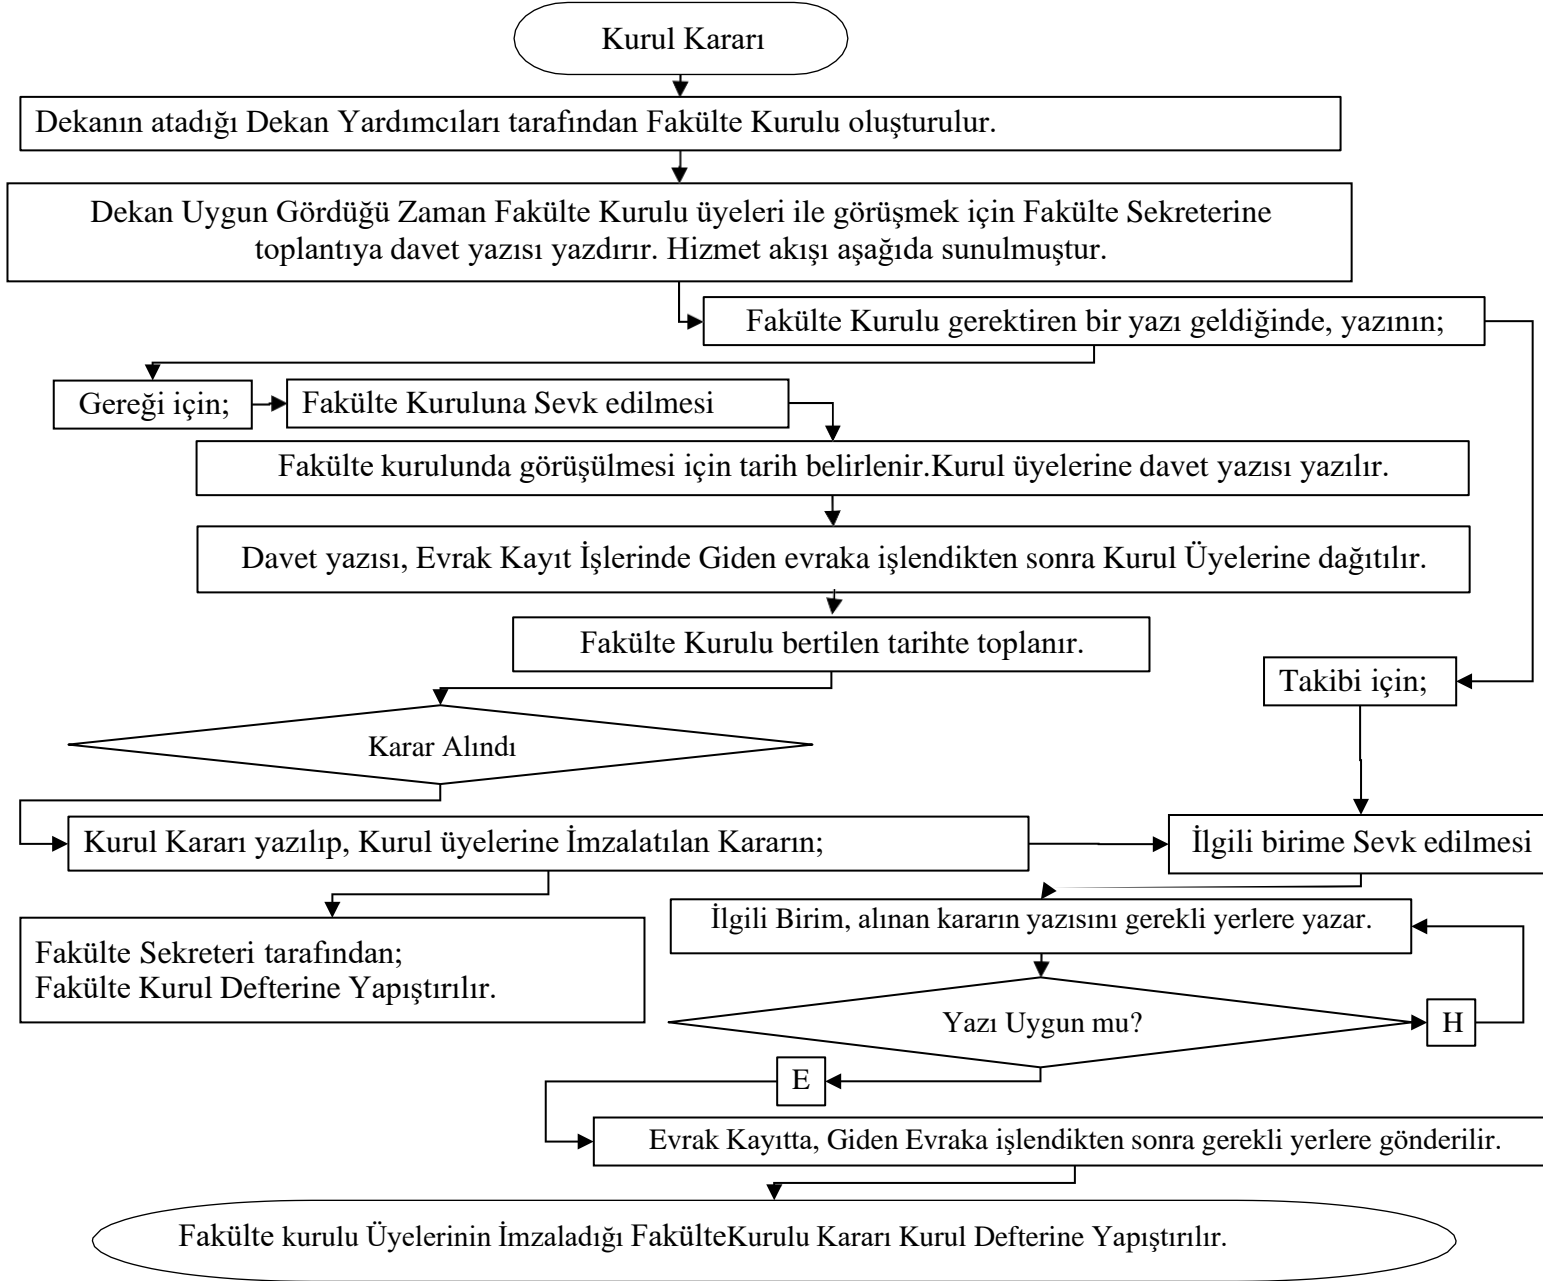 Kurul Kararı
Dekanın atadığı Dekan Yardımcıları tarafından Fakülte Kurulu oluşturulur.
Dekan Uygun Gördüğü Zaman Fakülte Kurulu üyeleri ile görüşmek için Fakülte Sekreterine
toplantıya davet yazısı yazdırır. Hizmet akışı aşağıda sunulmuştur.
Fakülte Kurulu gerektiren bir yazı geldiğinde, yazının;
Gereği için;
Fakülte Kuruluna Sevk edilmesi
Fakülte kurulunda görüşülmesi için tarih belirlenir.Kurul üyelerine davet yazısı yazılır.
Davet yazısı, Evrak Kayıt İşlerinde Giden evraka işlendikten sonra Kurul Üyelerine dağıtılır.
Fakülte Kurulu bertilen tarihte toplanır.
Takibi için;
Karar Alındı
Kurul Kararı yazılıp, Kurul üyelerine İmzalatılan Kararın;
İlgili birime Sevk edilmesi
İlgili Birim, alınan kararın yazısını gerekli yerlere yazar.
Fakülte Sekreteri tarafından;
Fakülte Kurul Defterine Yapıştırılır.
Yazı Uygun mu?
H
E
Evrak Kayıtta, Giden Evraka işlendikten sonra gerekli yerlere gönderilir.
Fakülte kurulu Üyelerinin İmzaladığı FakülteKurulu Kararı Kurul Defterine Yapıştırılır.